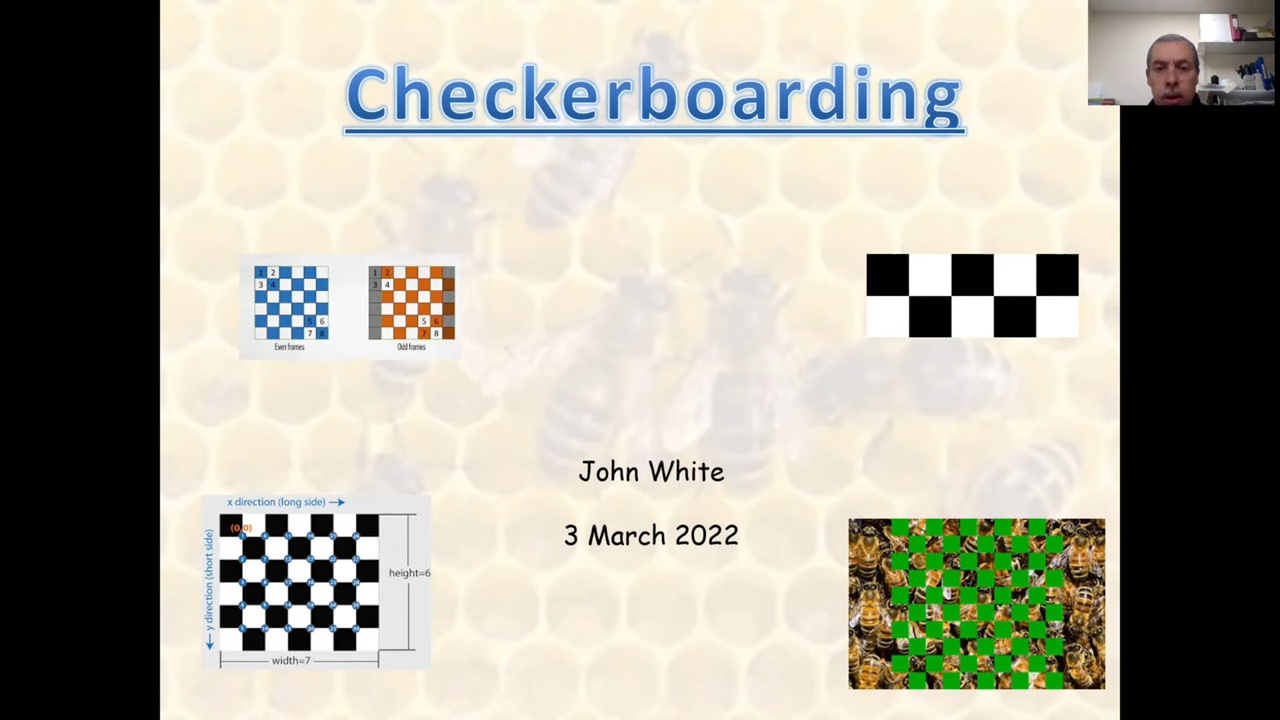 Checkerboarding
1 2
3 4
5 6
7 8
Even frames
1 2
3 4
5 6
7 8
Odd frames
John White
3 March 2022
x direction (long side)
(0,0)
y direction (short side)
height=6
width=7